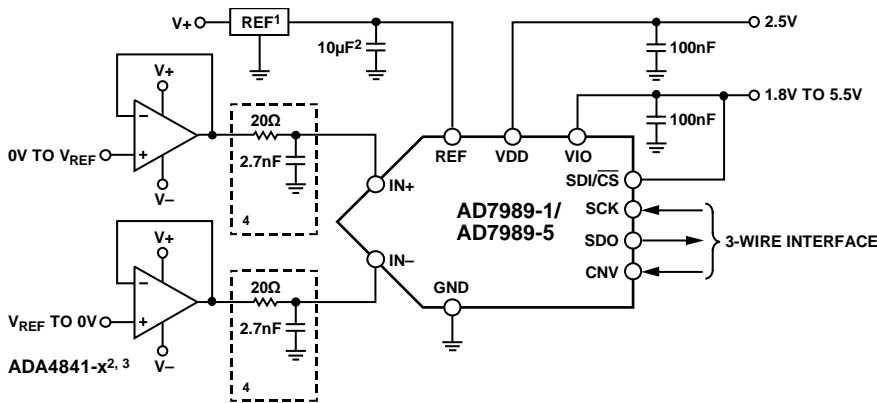 V+
REF1
10µF2
2.5V
100nF
1.8V TO 5.5V
100nF
V+
−
+
0V TO VREF
V−
20Ω
2.7nF
4
REF
VDD
VIO
IN+
IN−
SDI/C̅S̅
SCK
SDO
CNV
AD7989-1/
AD7989-5
3-WIRE INTERFACE
GND
V+
−
+
VREF TO 0V
V−
20Ω
2.7nF
4
ADA4841-x2, 3